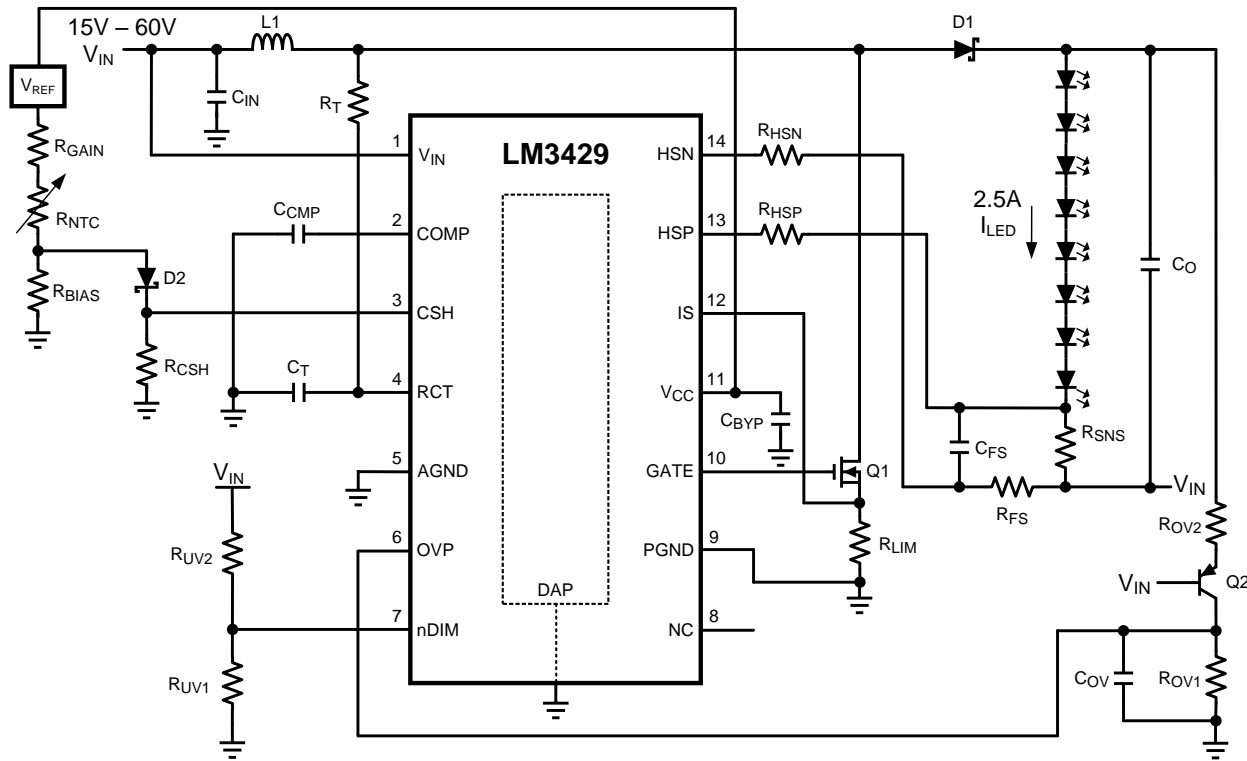 15V – 60V
VIN
L1
D1
VREF
CIN
RT
RGAIN
RNTC
RBIAS
D2
RCSH
CCMP
CT
LM3429
1
VIN
2
COMP
3
CSH
4
RCT
5
AGND
6
OVP
7
nDIM
DAP
14
HSN
13
HSP
12
IS
11
VCC
10
GATE
9
PGND
8
NC
RHSN
RHSP
CBYP
Q1
RLIM
2.5A
ILED
CO
CFS
RSNS
RFS
VIN
ROV2
VIN
Q2
COV
ROV1
VIN
RUV2
RUV1